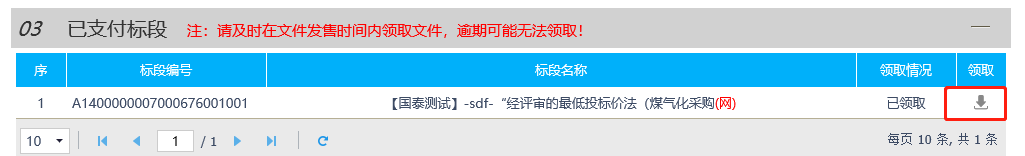 03 已支付标段 注：请及时在文件发售时间内领取文件，逾期可能无法领取！
序 标段编号 标段名称 领取情况 领取
1 A1400000007000676001001 【国泰测试】-sdf-“经评审的最低投标价法（煤气化采购(网) 已领取
10 1 / 1 每页 10 条, 共 1 条